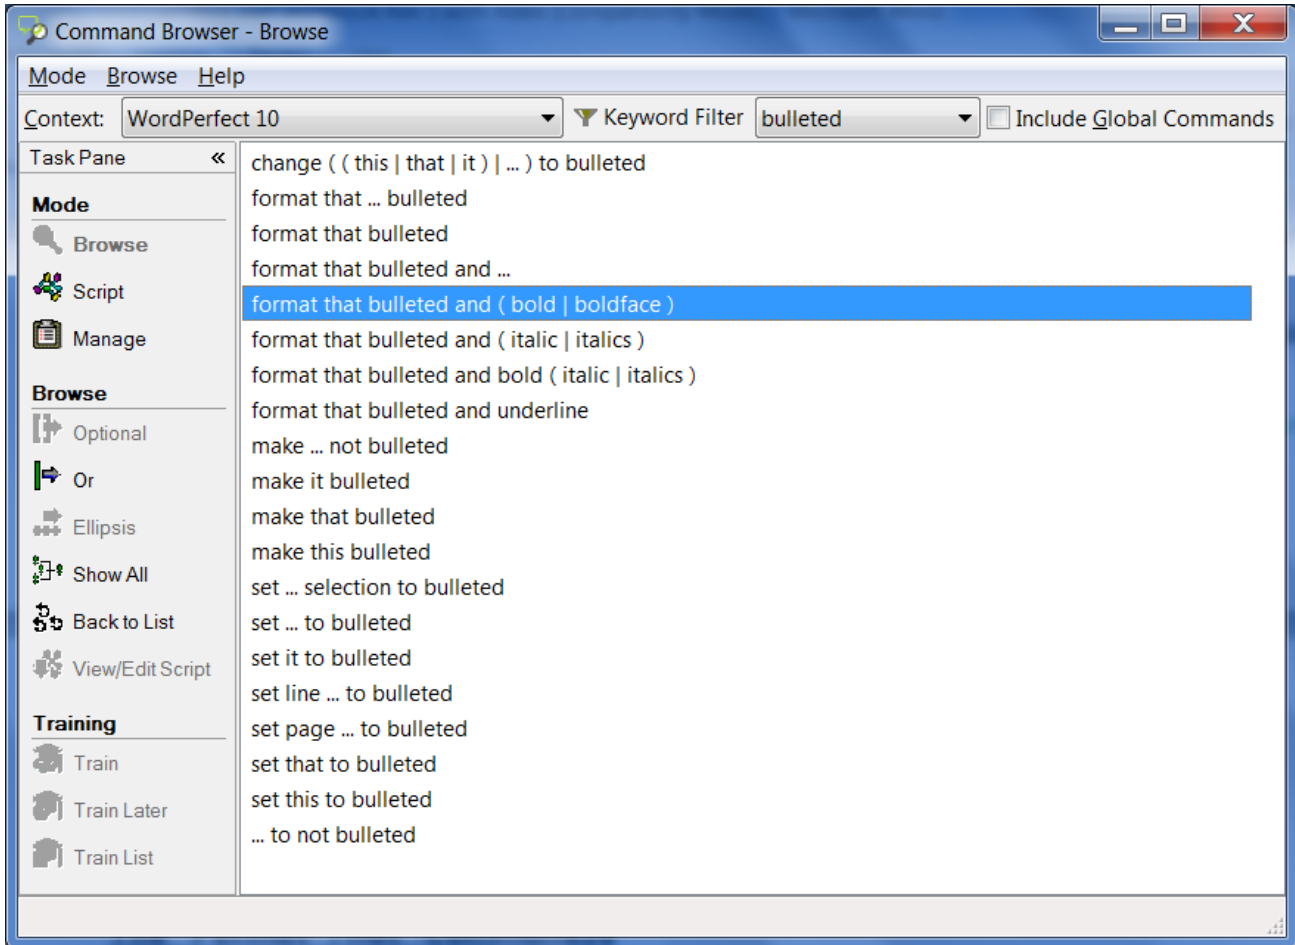 Command Browser - Browse
Mode Browse Help
Context: WordPerfect 10 Keyword Filter bulleted Include Global Commands
Task Pane «
Mode
Browse
Script
Manage
Browse
Optional
Or
Ellipsis
Show All
Back to List
View/Edit Script
Training
Train
Train Later
Train List
change ( ( this | that | it ) | ... ) to bulleted
format that ... bulleted
format that bulleted
format that bulleted and ...
format that bulleted and ( bold | boldface )
format that bulleted and ( italic | italics )
format that bulleted and bold ( italic | italics )
format that bulleted and underline
make ... not bulleted
make it bulleted
make that bulleted
make this bulleted
set ... selection to bulleted
set ... to bulleted
set it to bulleted
set line ... to bulleted
set page ... to bulleted
set that to bulleted
set this to bulleted
... to not bulleted